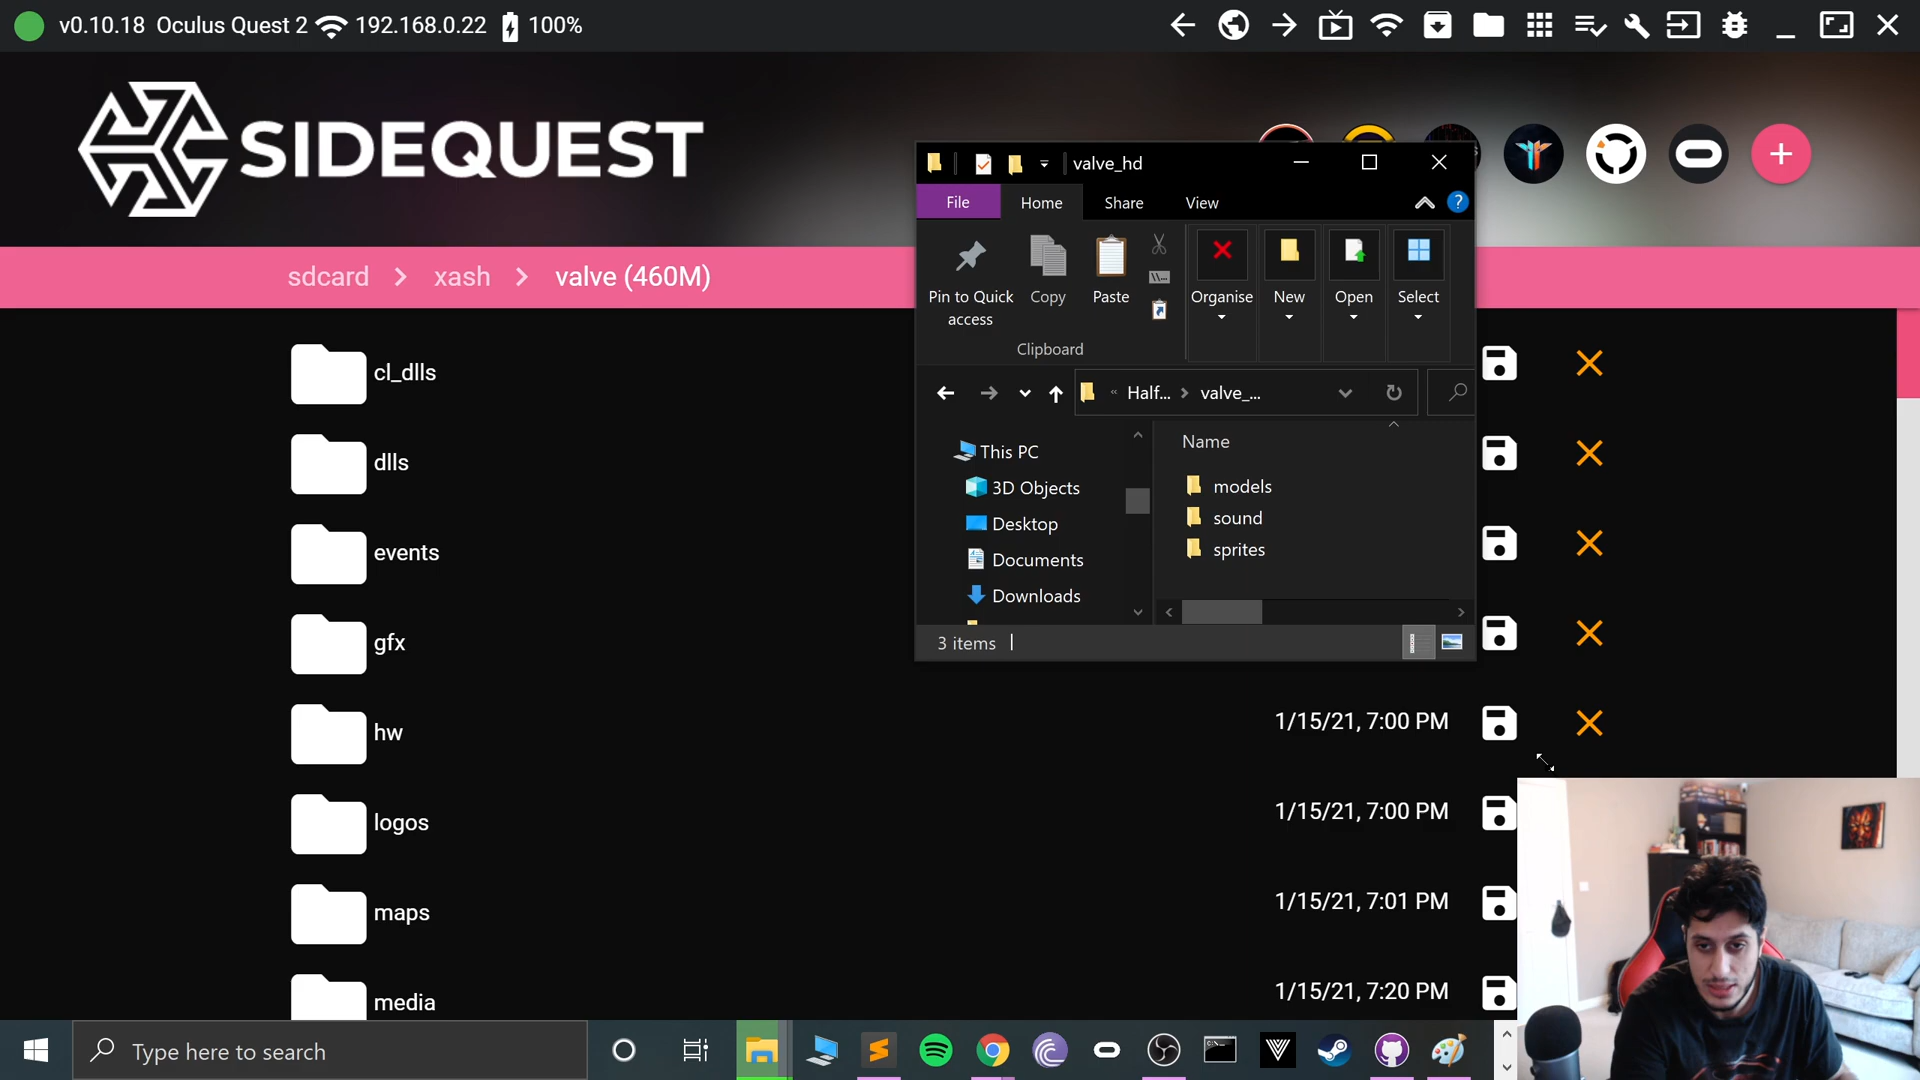 v0.10.18 Oculus Quest 2 192.168.0.22 100%
SIDEQUEST
sdcard > xash > valve (460M)
cl_dlls
dlls
events
gfx
hw
1/15/21, 7:00 PM
logos
1/15/21, 7:00 PM
maps
1/15/21, 7:01 PM
media
1/15/21, 7:20 PM
valve_hd
File Home Share View
Pin to Quick access
Copy
Paste
Organise
New
Open
Select
Clipboard
« Half... > valve_...
This PC
3D Objects
Desktop
Documents
Downloads
Name
models
sound
sprites
3 items
Type here to search